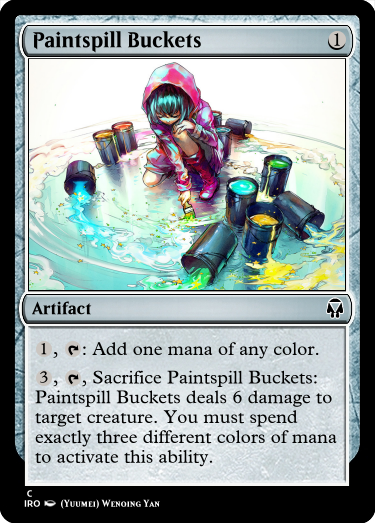 Paintspill Buckets 1
Artifact
1, : Add one mana of any color.
3, , Sacrifice Paintspill Buckets:
Paintspill Buckets deals 6 damage to
target creature. You must spend
exactly three different colors of mana
to activate this ability.
C
IRO (Yuumei) Wenqing Yan